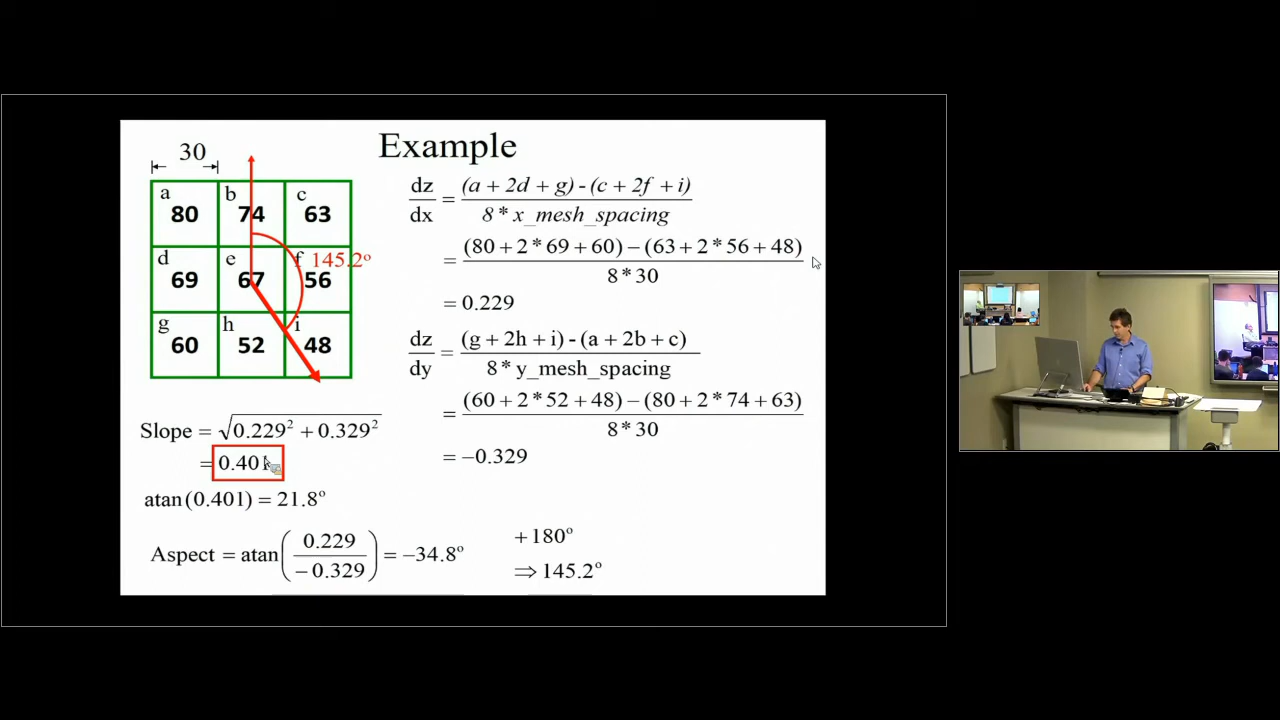 Example
30
a b c
80 74 63
d e f 145.2°
69 67 56
g h i
60 52 48
dz/dx = (a + 2d + g) - (c + 2f + i) / 8 * x_mesh_spacing
= (80 + 2 * 69 + 60) − (63 + 2 * 56 + 48) / 8 * 30
= 0.229
dz/dy = (g + 2h + i) - (a + 2b + c) / 8 * y_mesh_spacing
= (60 + 2 * 52 + 48) − (80 + 2 * 74 + 63) / 8 * 30
= −0.329
Slope = √0.229² + 0.329²
= 0.401
atan(0.401) = 21.8°
Aspect = atan(0.229 / −0.329) = −34.8°
+180°
⇒ 145.2°